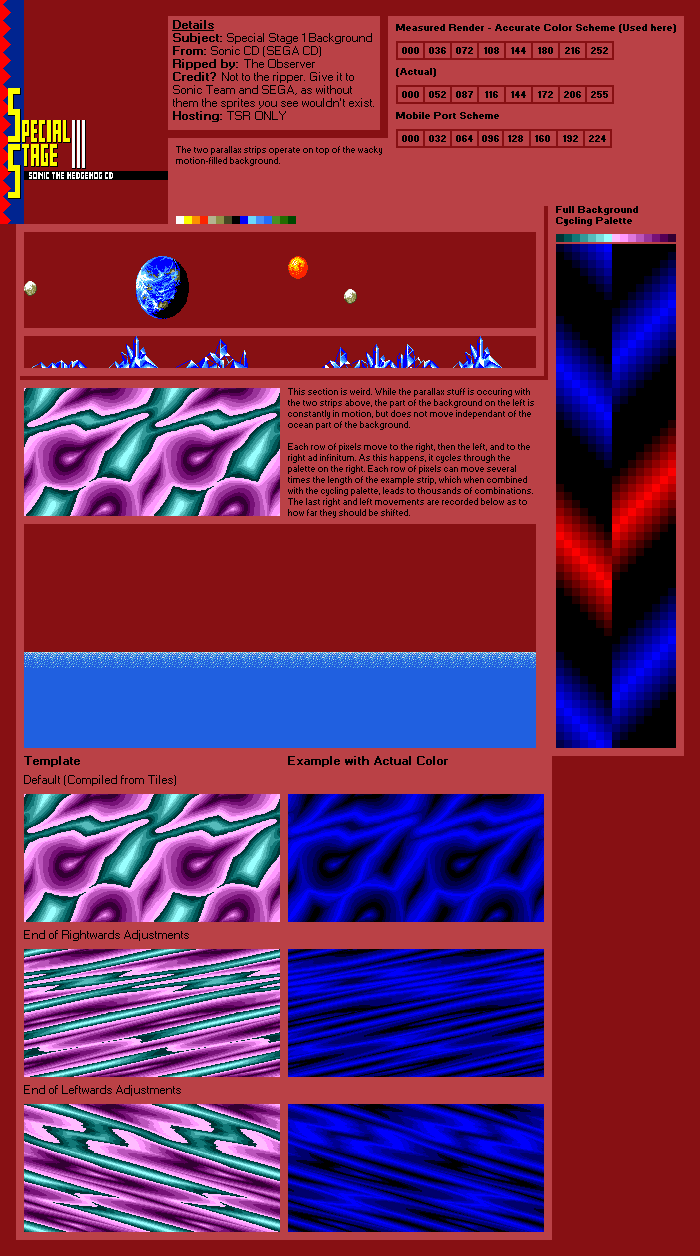 Details
Subject: Special Stage 1 Background
From: Sonic CD (SEGA CD)
Ripped by: The Observer
Credit? Not to the ripper. Give it to
Sonic Team and SEGA, as without
them the sprites you see wouldn't exist.
Hosting: TSR ONLY
Measured Render - Accurate Color Scheme (Used here)
000 036 072 108 144 180 216 252
(Actual)
000 052 087 116 144 172 206 255
Mobile Port Scheme
000 032 064 096 128 160 192 224
SPECIAL
STAGE
SONIC THE HEDGEHOG CD
The two parallax strips operate on top of the wacky
motion-filled background.
Full Background
Cycling Palette
This section is weird. While the parallax stuff is occuring with
the two strips above, the part of the background on the left is
constantly in motion, but does not move independant of the
ocean part of the background.
Each row of pixels move to the right, then the left, and to the
right ad infinitum. As this happens, it cycles through the
palette on the right. Each row of pixels can move several
times the length of the example strip, which when combined
with the cycling palette, leads to thousands of combinations.
The last right and left movements are recorded below as to
how far they should be shifted.
Template
Example with Actual Color
Default (Compiled from Tiles)
End of Rightwards Adjustments
End of Leftwards Adjustments